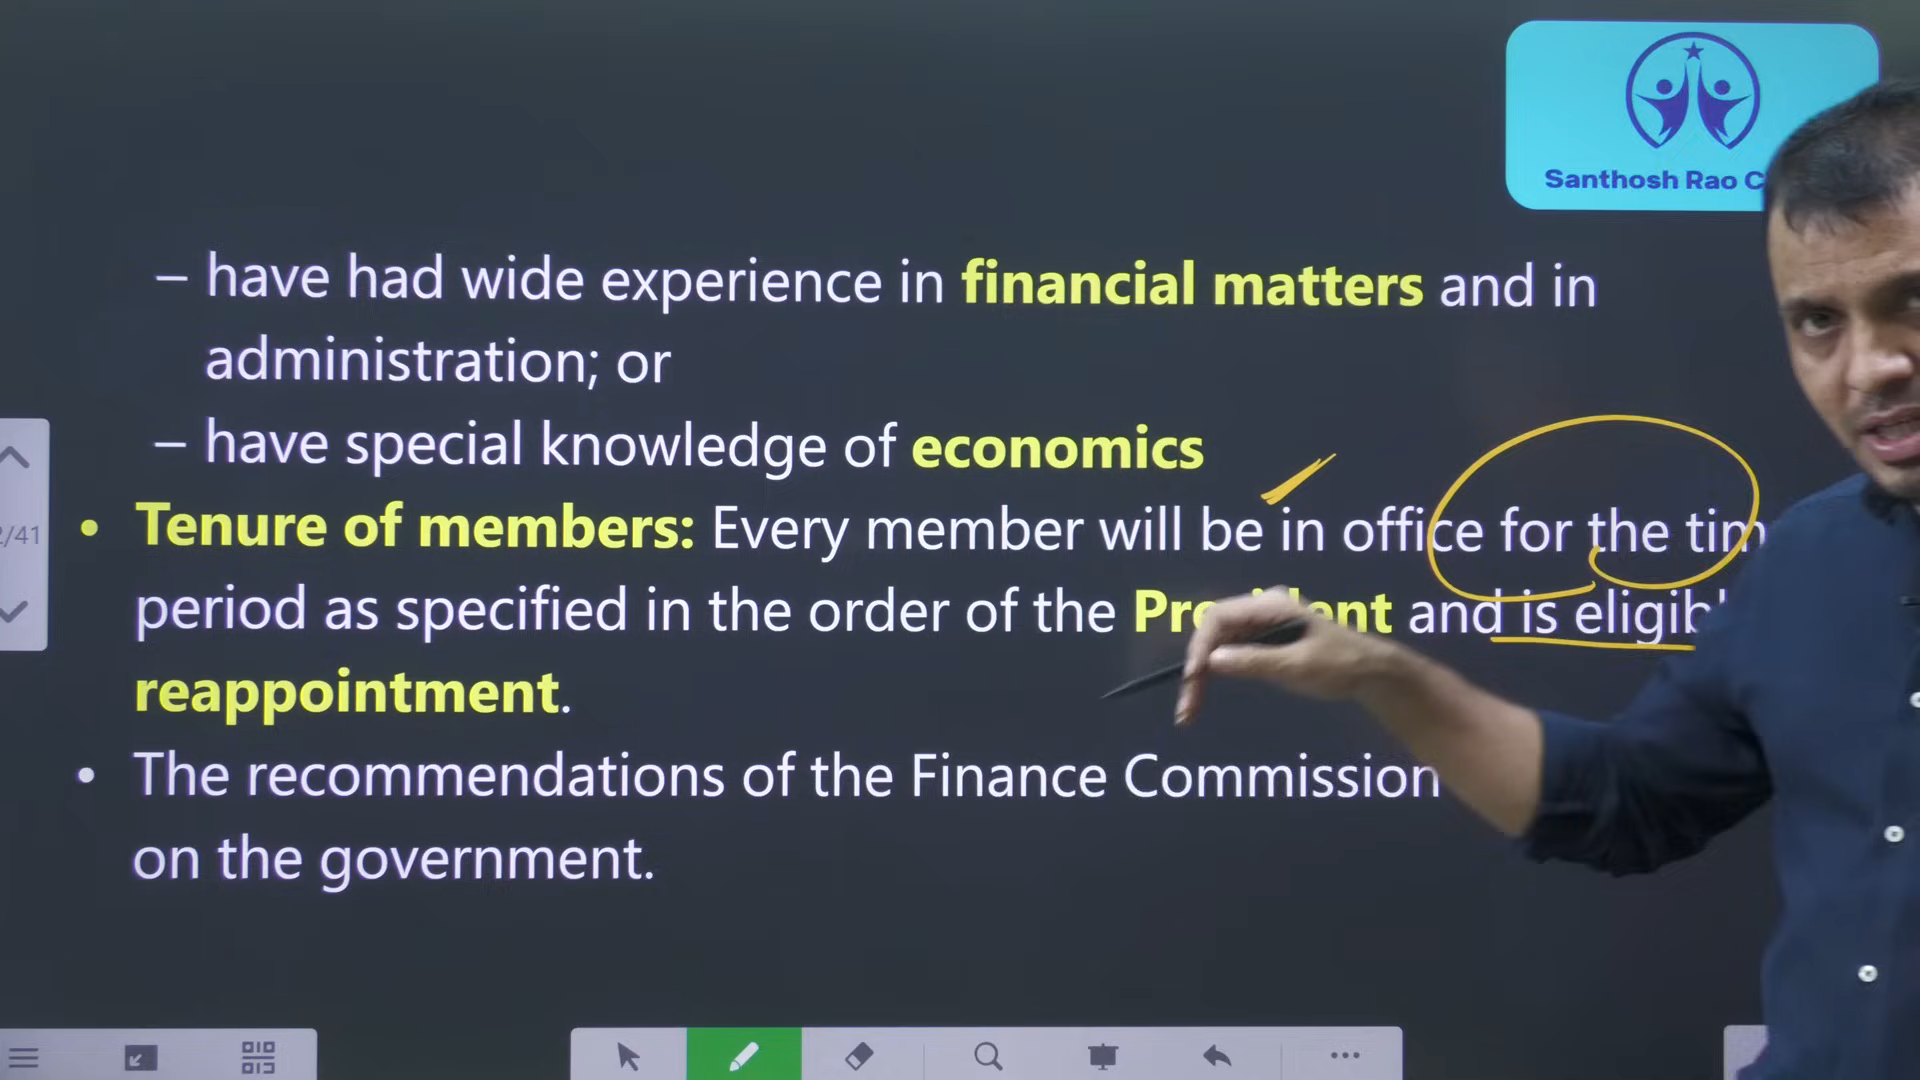 Santhosh Rao
– have had wide experience in financial matters and in
administration; or
– have special knowledge of economics
• Tenure of members: Every member will be in office for the
period as specified in the order of the and is
reappointment.
• The recommendations of the Finance Commission
on the government.
/41